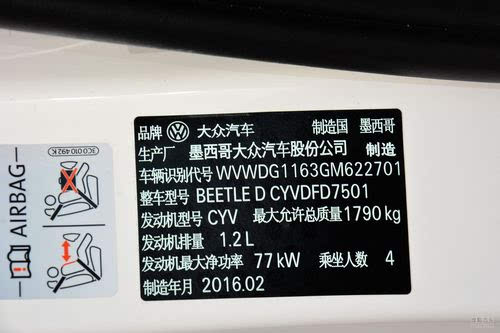 3C0 010 492 K
AIRBAG
品牌 大众汽车 制造国 墨西哥
生产厂 墨西哥大众汽车股份公司 制造
车辆识别代号 WVWDG1163GM622701
整车型号 BEETLE D CYVDFD7501
发动机型号 CYV 最大允许总质量 1790 kg
发动机排量 1.2 L
发动机最大净功率 77 kW 乘坐人数 4
制造年月 2016.02